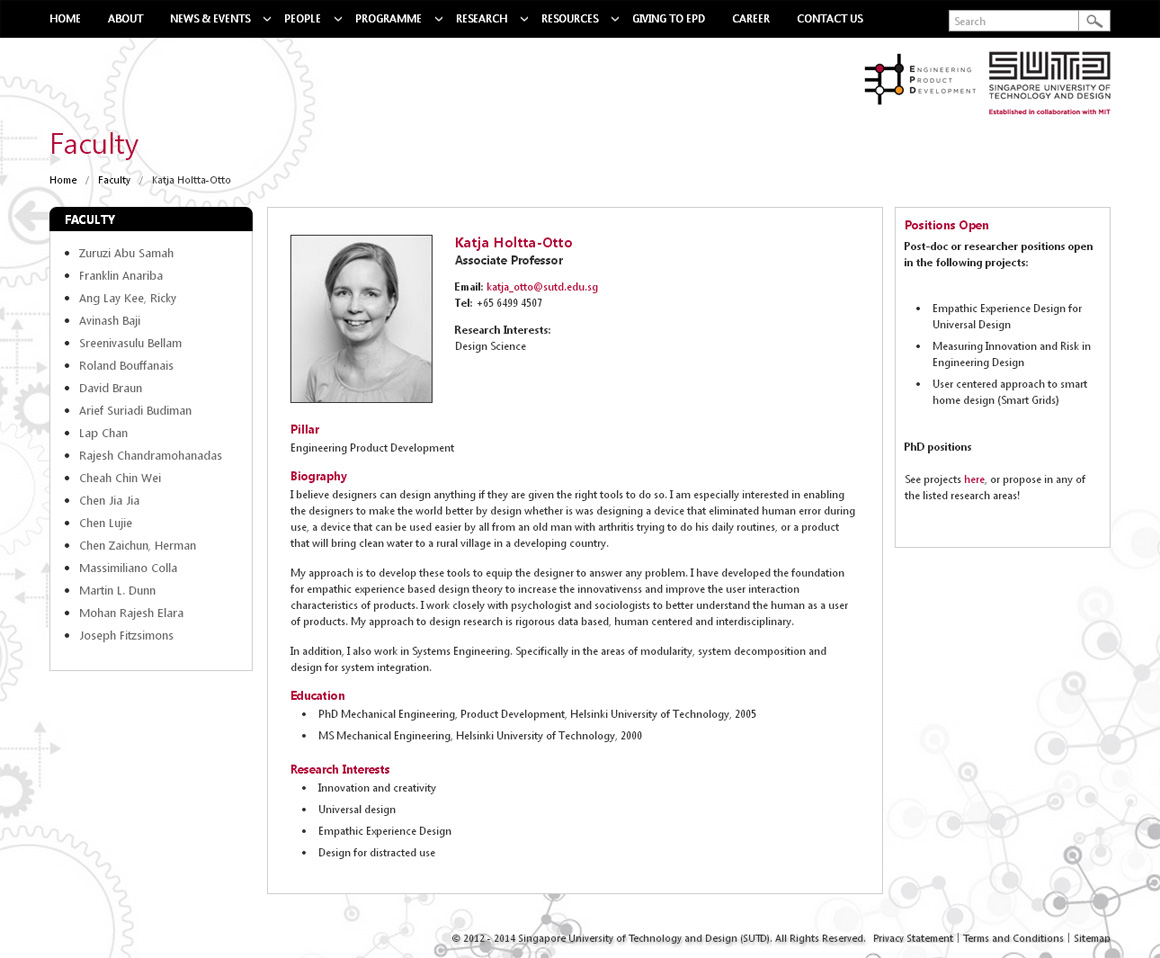 HOME ABOUT NEWS & EVENTS PEOPLE PROGRAMME RESEARCH RESOURCES GIVING TO EPD CAREER CONTACT US Search
ENGINEERING
PRODUCT
DEVELOPMENT
SUTD
SINGAPORE UNIVERSITY OF
TECHNOLOGY AND DESIGN
Established in collaboration with MIT
Faculty
Home / Faculty / Katja Holtta-Otto
FACULTY
• Zuruzi Abu Samah
• Franklin Anariba
• Ang Lay Kee, Ricky
• Avinash Baji
• Sreenivasulu Bellam
• Roland Bouffanais
• David Braun
• Arief Suriadi Budiman
• Lap Chan
• Rajesh Chandramohanadas
• Cheah Chin Wei
• Chen Jia Jia
• Chen Lujie
• Chen Zaichun, Herman
• Massimiliano Colla
• Martin L. Dunn
• Mohan Rajesh Elara
• Joseph Fitzsimons
Katja Holtta-Otto
Associate Professor
Email: katja_otto@sutd.edu.sg
Tel: +65 6499 4507
Research Interests:
Design Science
Pillar
Engineering Product Development
Biography
I believe designers can design anything if they are given the right tools to do so. I am especially interested in enabling
the designers to make the world better by design whether is was designing a device that eliminated human error during
use, a device that can be used easier by all from an old man with arthritis trying to do his daily routines, or a product
that will bring clean water to a rural village in a developing country.
My approach is to develop these tools to equip the designer to answer any problem. I have developed the foundation
for empathic experience based design theory to increase the innovativenss and improve the user interaction
characteristics of products. I work closely with psychologist and sociologists to better understand the human as a user
of products. My approach to design research is rigorous data based, human centered and interdisciplinary.
In addition, I also work in Systems Engineering. Specifically in the areas of modularity, system decomposition and
design for system integration.
Education
• PhD Mechanical Engineering, Product Development, Helsinki University of Technology, 2005
• MS Mechanical Engineering, Helsinki University of Technology, 2000
Research Interests
• Innovation and creativity
• Universal design
• Empathic Experience Design
• Design for distracted use
Positions Open
Post-doc or researcher positions open
in the following projects:
• Empathic Experience Design for
Universal Design
• Measuring Innovation and Risk in
Engineering Design
• User centered approach to smart
home design (Smart Grids)
PhD positions
See projects here, or propose in any of
the listed research areas!
© 2012 - 2014 Singapore University of Technology and Design (SUTD). All Rights Reserved. Privacy Statement | Terms and Conditions | Sitemap